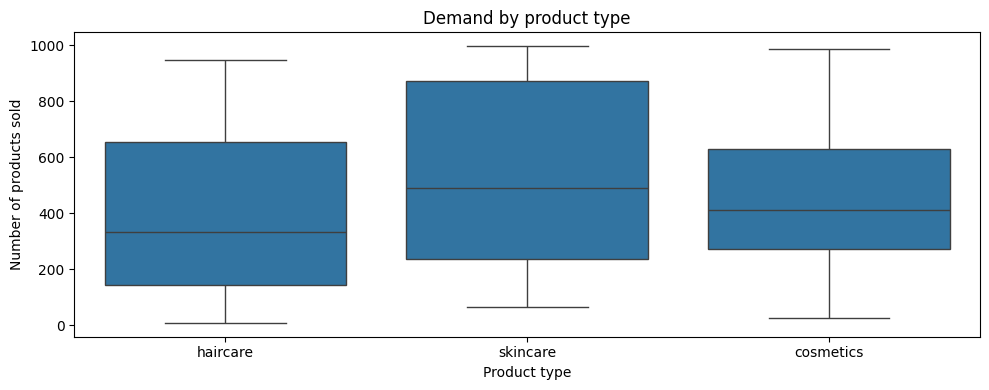 Demand by product type
Number of products sold
1000
800
600
400
200
0
haircare
skincare
cosmetics
Product type